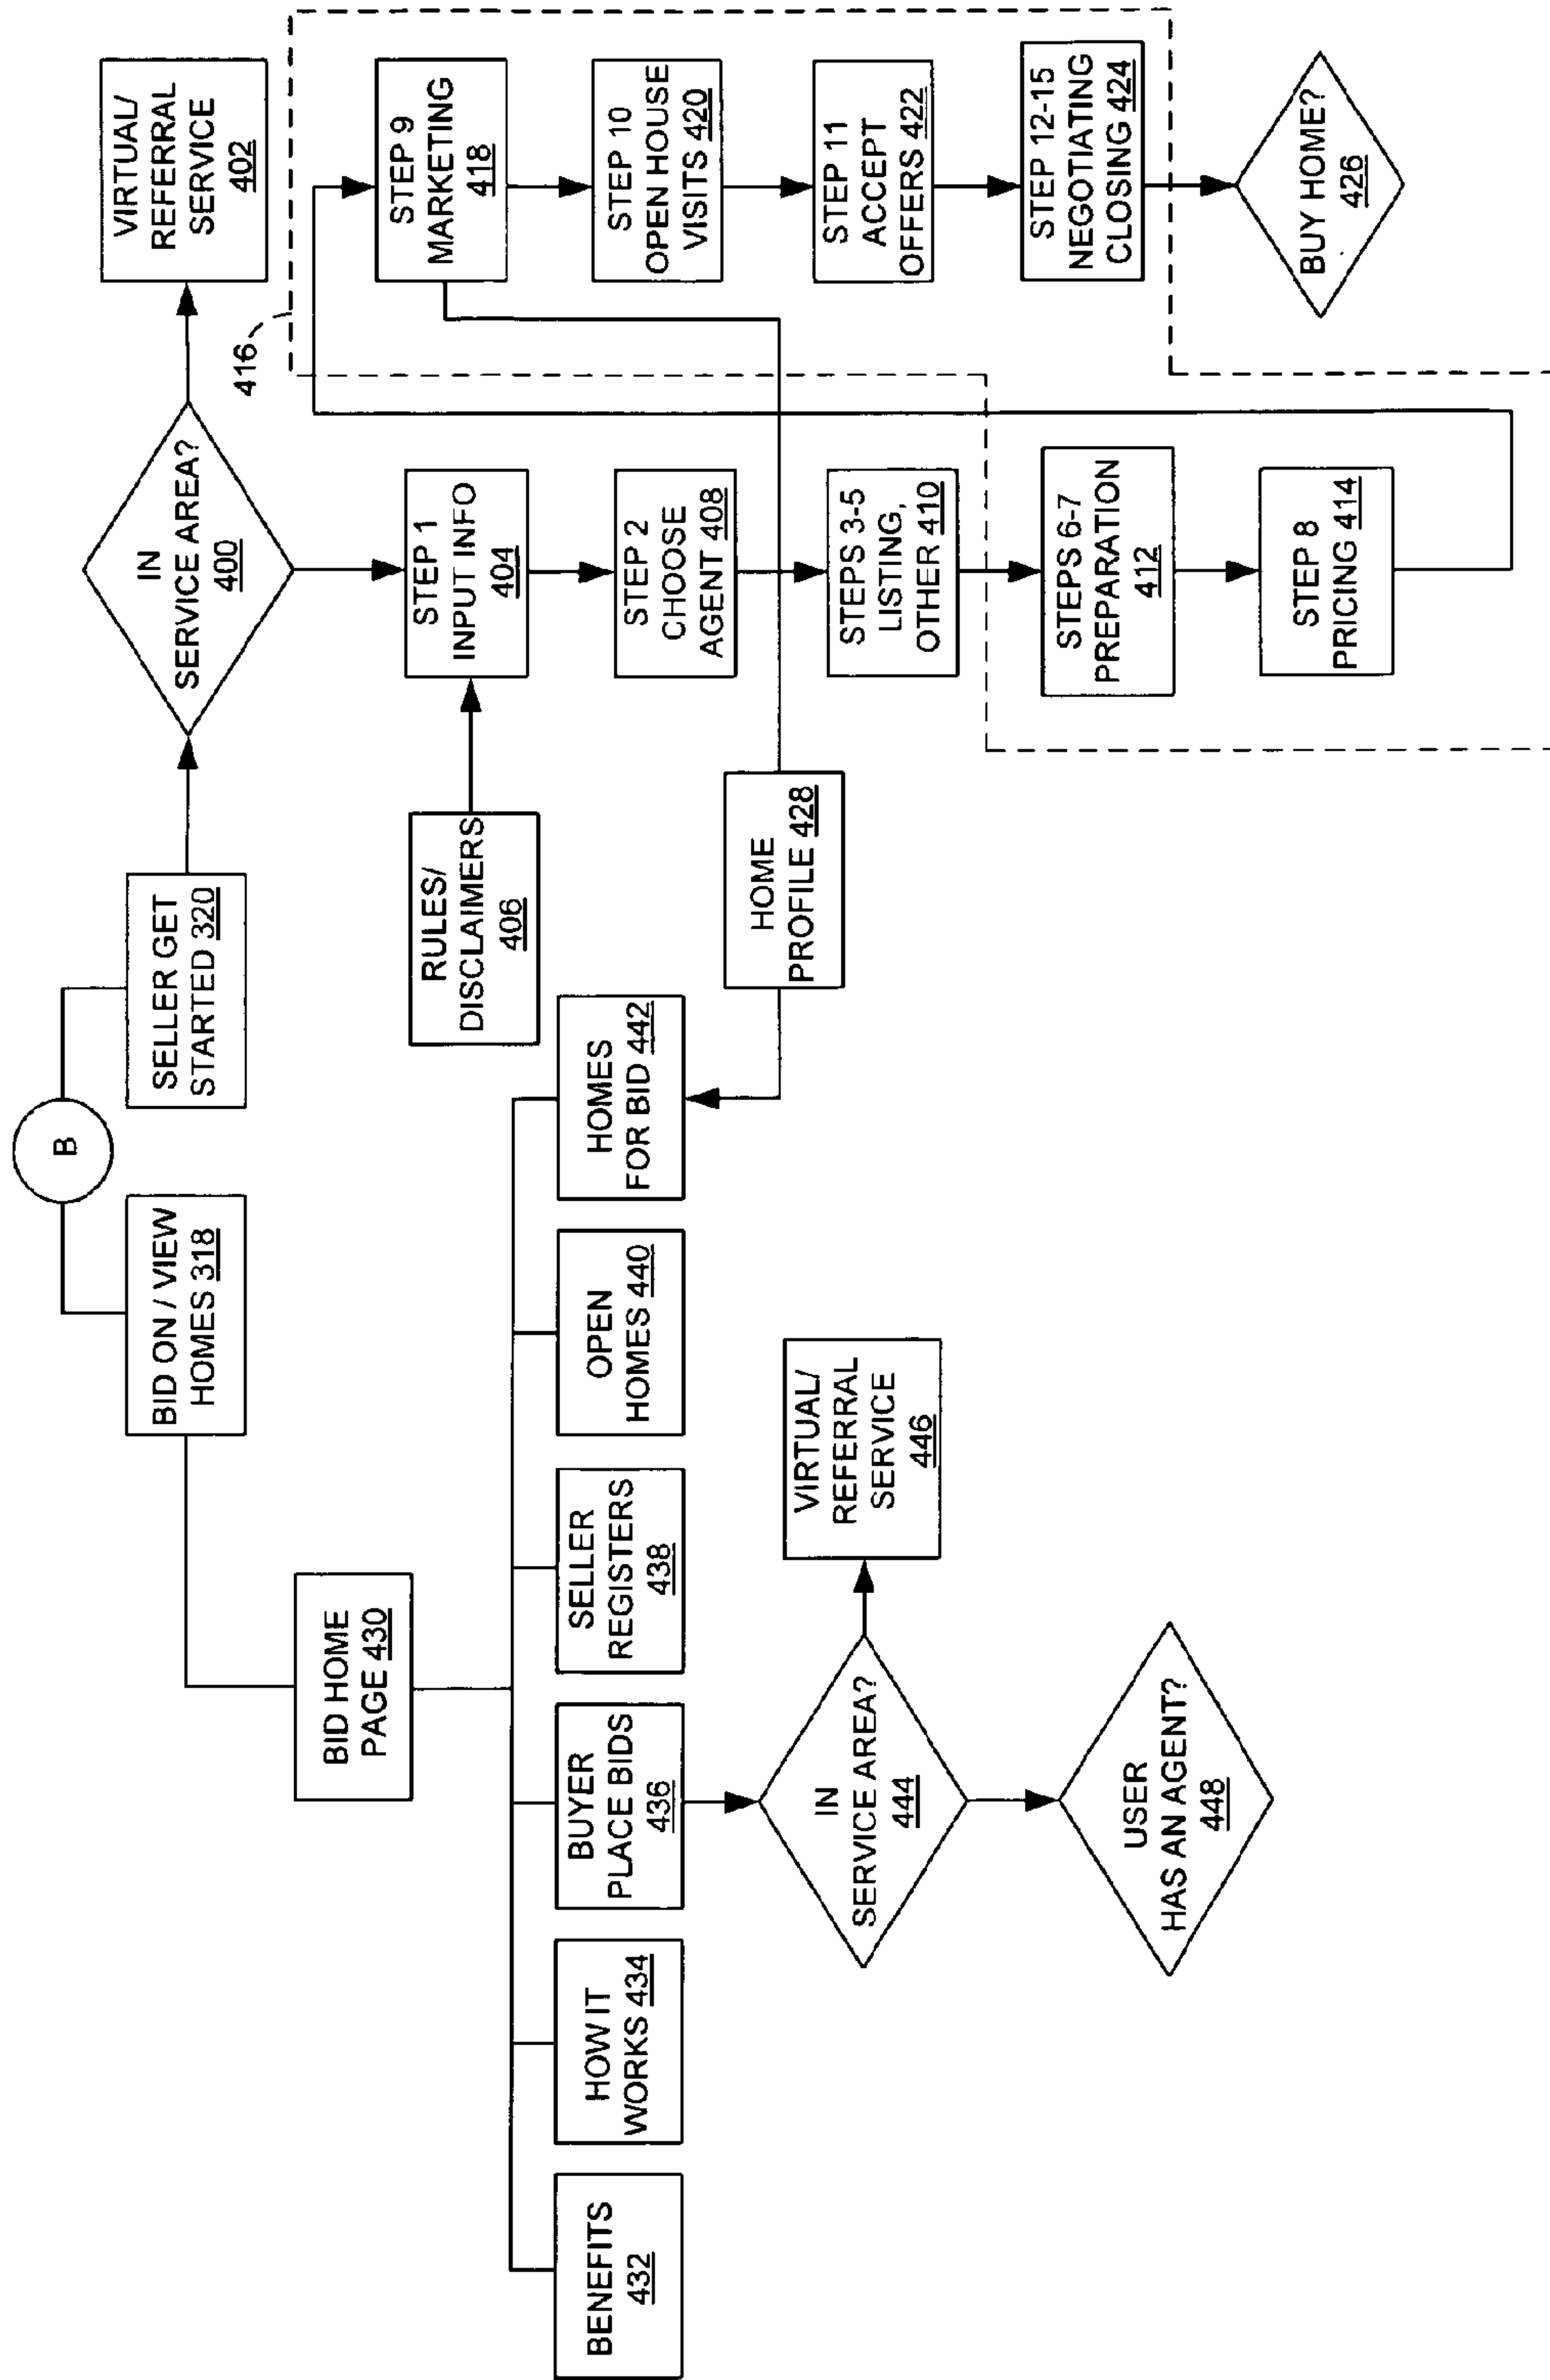 B
BID ON / VIEW
HOMES 318
SELLER GET
STARTED 320
IN
SERVICE AREA?
400
VIRTUAL/
REFERRAL
SERVICE
402
416
BID HOME
PAGE 430
RULES/
DISCLAIMERS
406
STEP 1
INPUT INFO
404
STEP 9
MARKETING
418
BENEFITS
432
HOW IT
WORKS 434
BUYER
PLACE BIDS
436
SELLER
REGISTERS
438
OPEN
HOMES 440
HOMES
FOR BID 442
STEP 2
CHOOSE
AGENT 408
STEP 10
OPEN HOUSE
VISITS 420
HOME
PROFILE 428
STEPS 3-5
LISTING,
OTHER 410
STEP 11
ACCEPT
OFFERS 422
IN
SERVICE AREA?
444
VIRTUAL/
REFERRAL
SERVICE
446
STEPS 6-7
PREPARATION
412
STEP 12-15
NEGOTIATING
CLOSING 424
USER
HAS AN AGENT?
448
STEP 8
PRICING 414
BUY HOME?
426